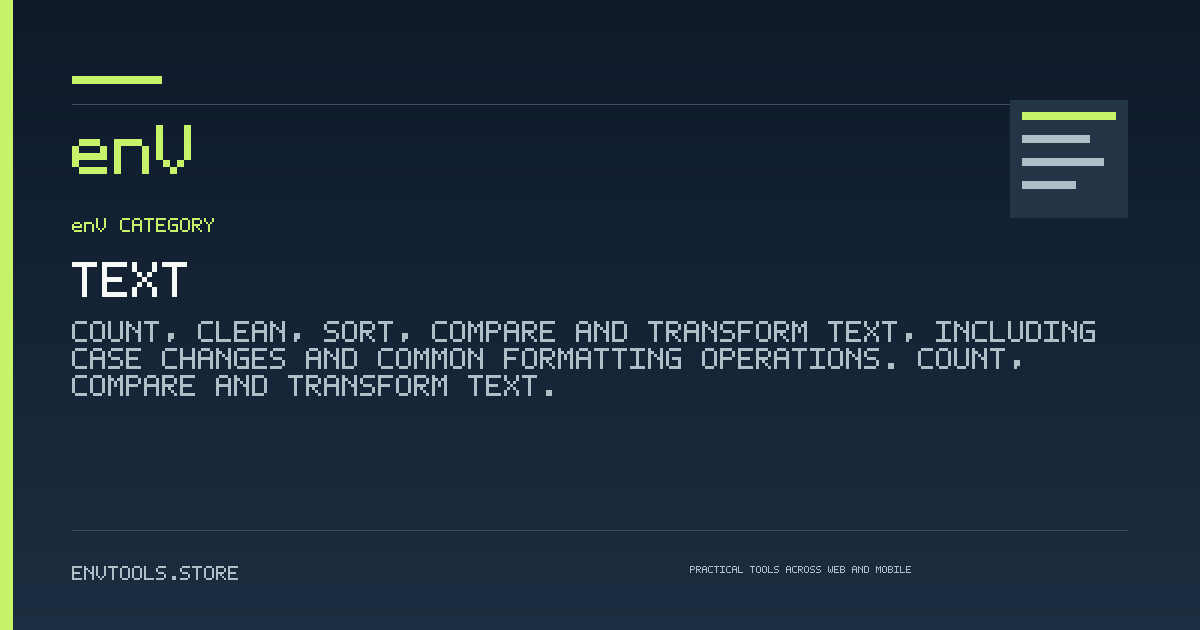 enV
enV CATEGORY
TEXT
COUNT, CLEAN, SORT, COMPARE AND TRANSFORM TEXT, INCLUDING
CASE CHANGES AND COMMON FORMATTING OPERATIONS. COUNT,
COMPARE AND TRANSFORM TEXT.
ENVTOOLS.STORE
PRACTICAL TOOLS ACROSS WEB AND MOBILE